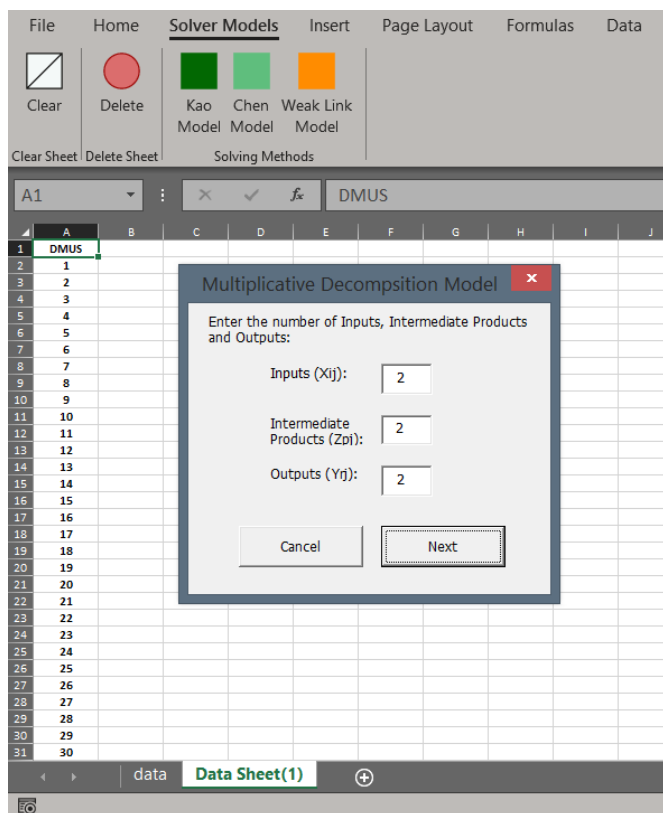 File Home Solver Models Insert Page Layout Formulas Data
Clear Delete Kao Chen Weak Link
Model Model Model
Clear Sheet Delete Sheet Solving Methods
A1 fx DMUS
A B C D E F G H I J
1 DMUS
2 1
3 2
4 3
5 4
6 5
7 6
8 7
9 8
10 9
11 10
12 11
13 12
14 13
15 14
16 15
17 16
18 17
19 18
20 19
21 20
22 21
23 22
24 23
25 24
26 25
27 26
28 27
29 28
30 29
31 30
Multiplicative Decompsition Model x
Enter the number of Inputs, Intermediate Products
and Outputs:
Inputs (Xij): 2
Intermediate
Products (Zpj): 2
Outputs (Yrj): 2
Cancel Next
data Data Sheet(1)